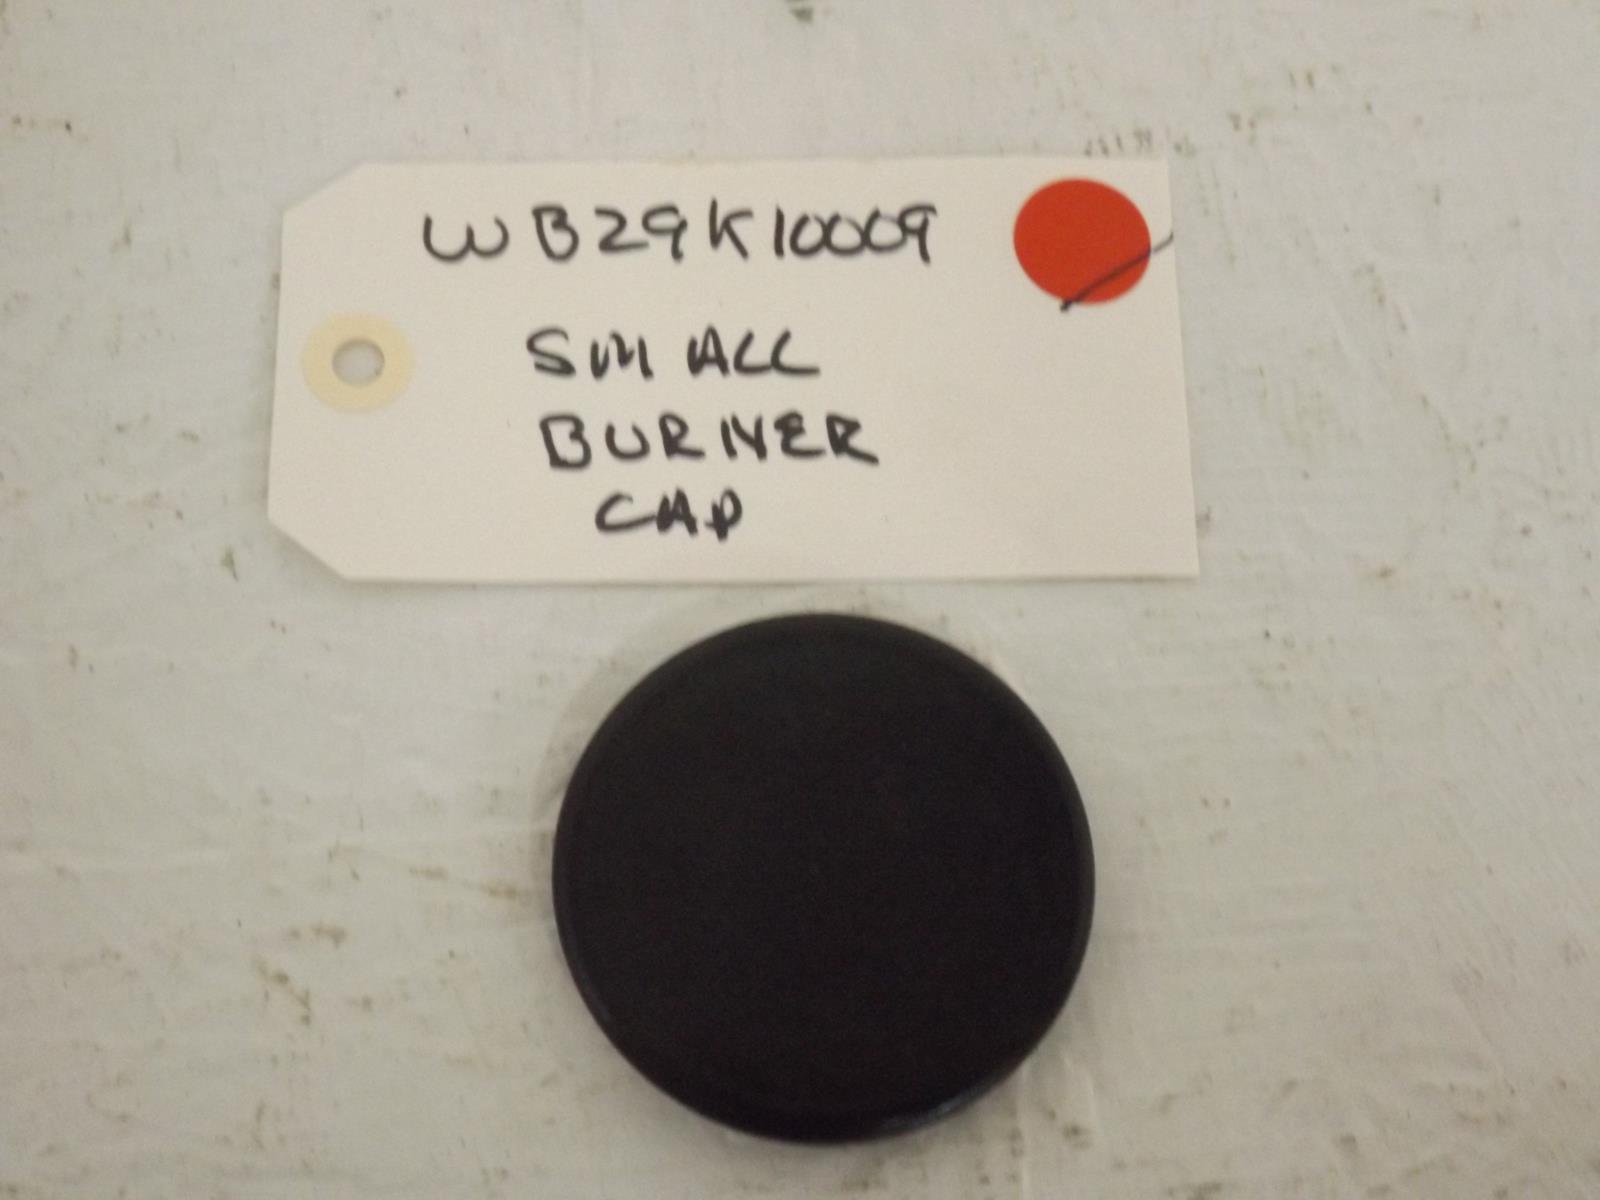 WB29K10009
SMALL
BURNER
CAP